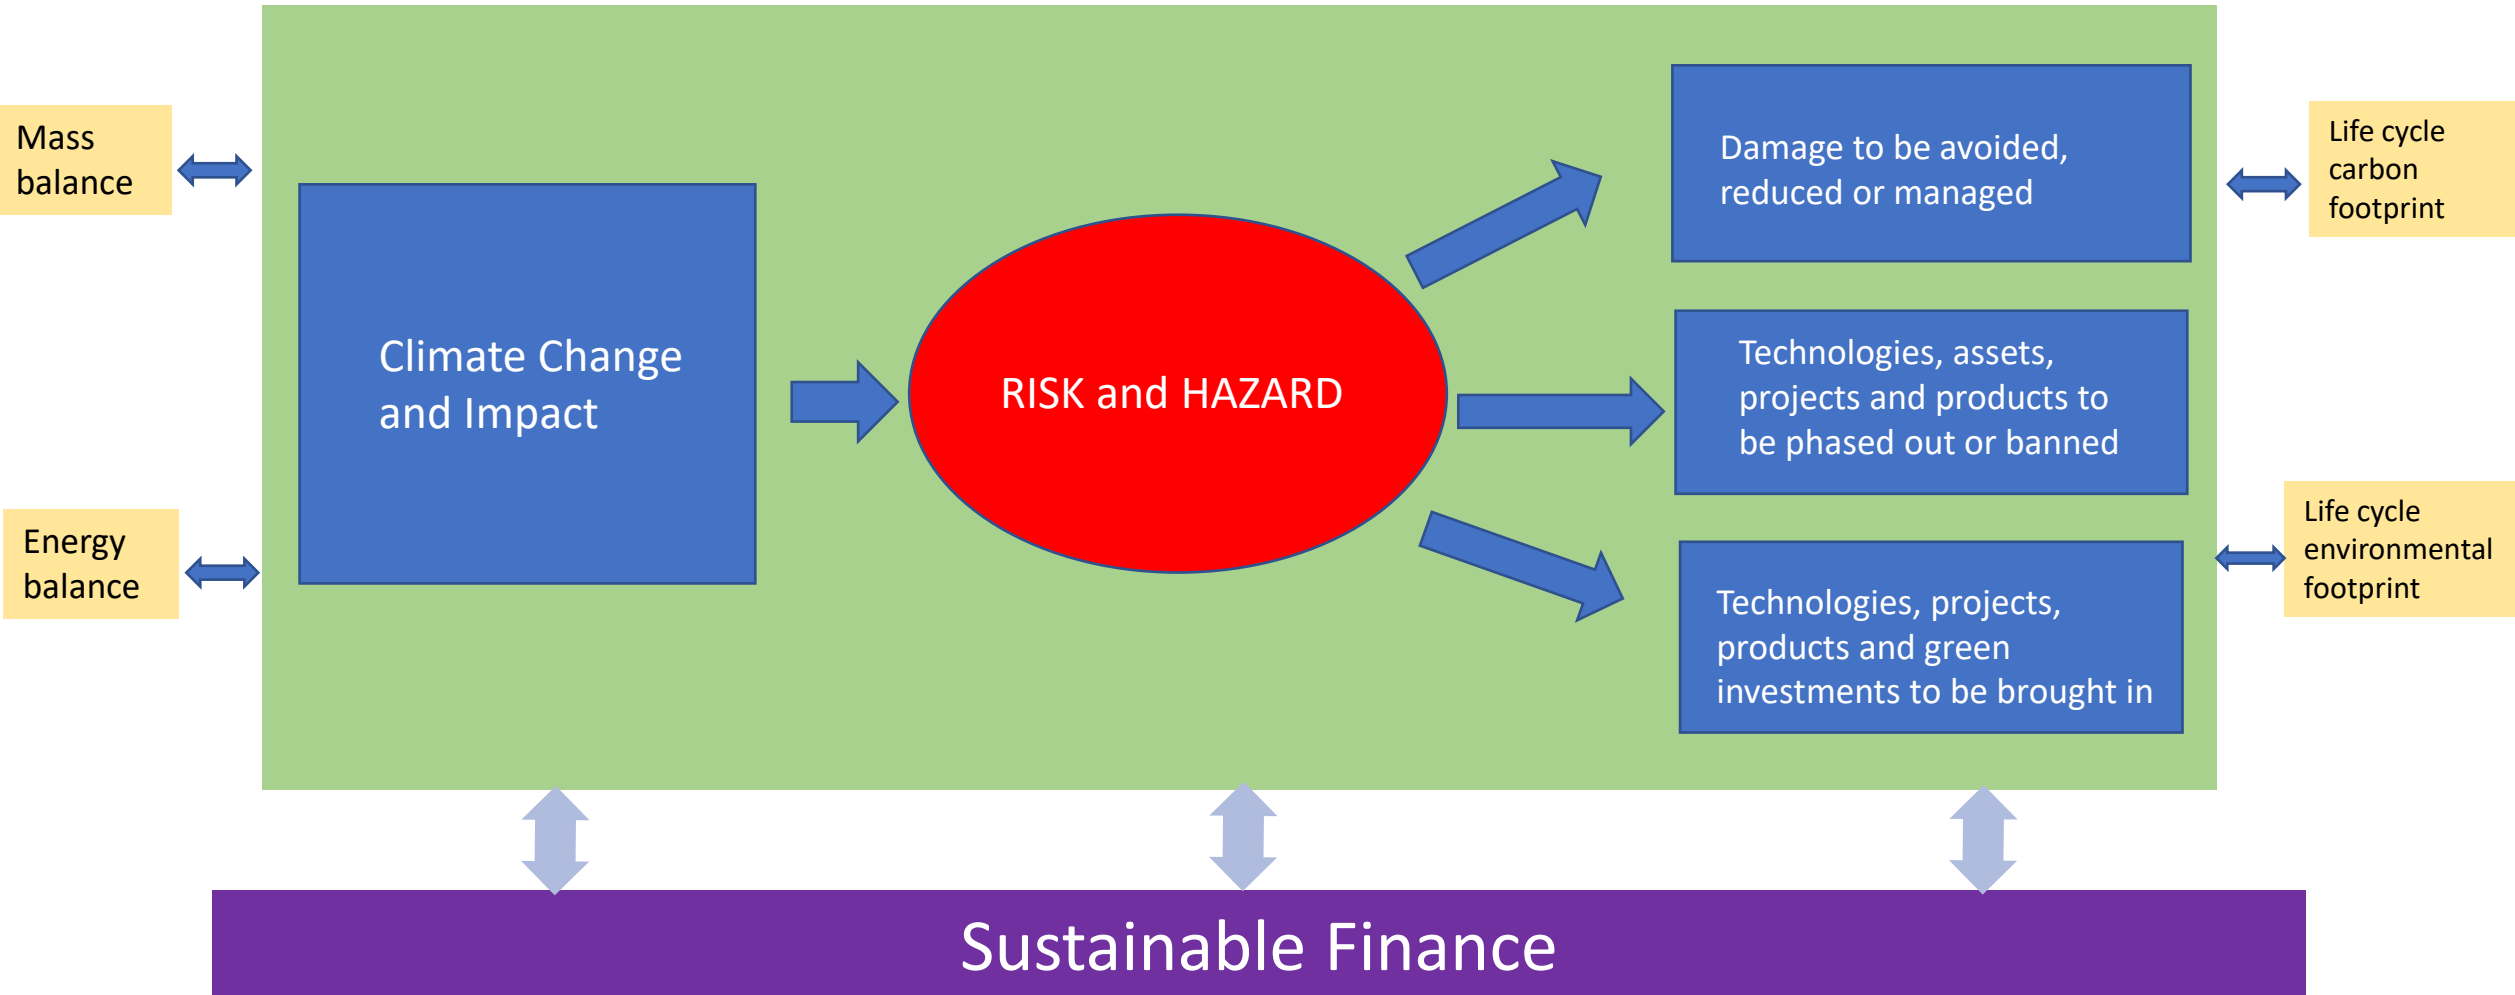 Mass
balance
Energy
balance
Climate Change
and Impact
RISK and HAZARD
Damage to be avoided,
reduced or managed
Technologies, assets,
projects and products to
be phased out or banned
Technologies, projects,
products and green
investments to be brought in
Life cycle
carbon
footprint
Life cycle
environmental
footprint
Sustainable Finance